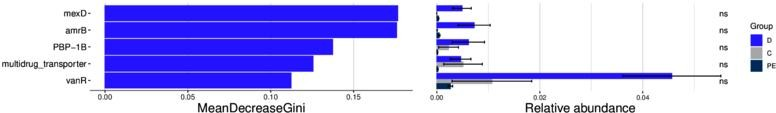 mexD
amrB
PBP-1B
multidrug_transporter
vanR
0.00 0.05 0.10 0.15
MeanDecreaseGini
ns
ns
ns
ns
ns
0.00 0.02 0.04
Relative abundance
Group
D
C
PE